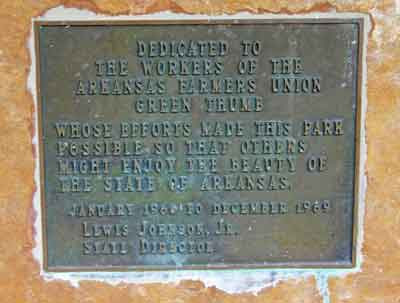 DEDICATED TO
THE WORKERS OF THE
ARKANSAS FARMERS UNION
GREEN THUMB
WHOSE EFFORTS MADE THIS PARK
POSSIBLE SO THAT OTHERS
MIGHT ENJOY THE BEAUTY OF
THE STATE OF ARKANSAS.
JANUARY 1966 TO DECEMBER 1969
LEWIS JOHNSON, JR.
STATE DIRECTOR